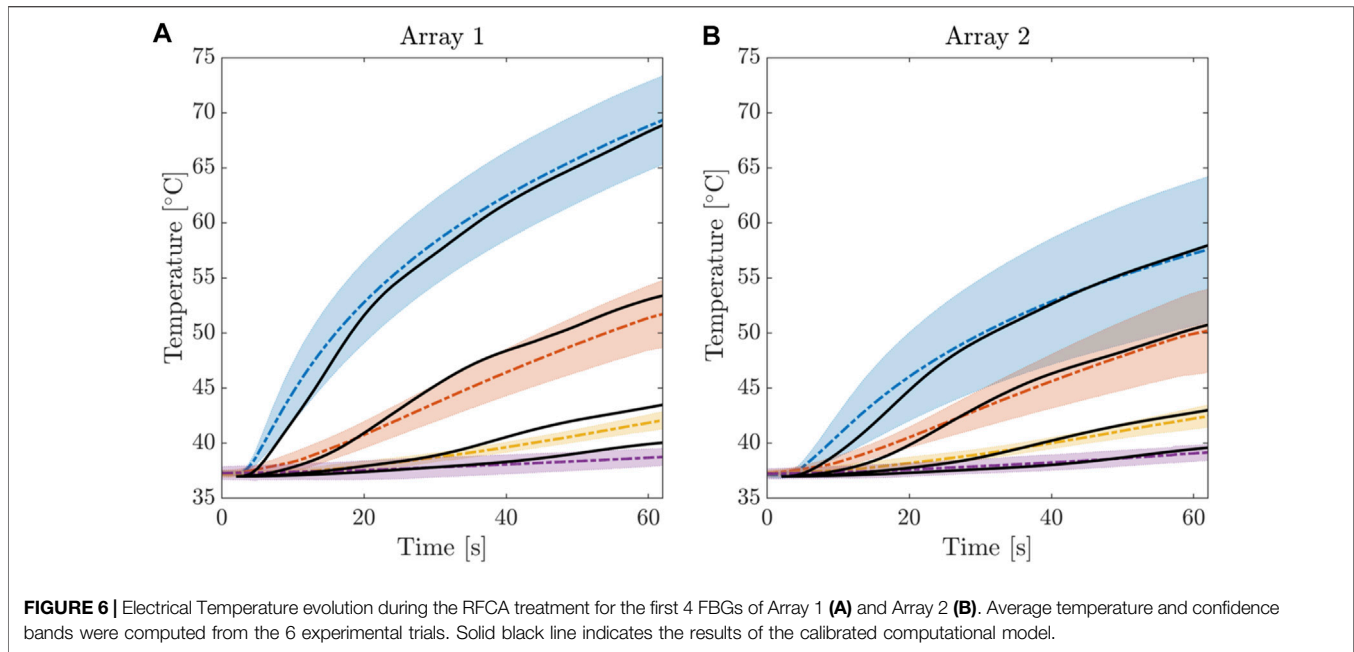 A
Array 1
75
70
65
60
55
50
45
40
35
Temperature [°C]
0
20
40
60
Time [s]
B
Array 2
75
70
65
60
55
50
45
40
35
Temperature [°C]
0
20
40
60
Time [s]
FIGURE 6 | Electrical Temperature evolution during the RFCA treatment for the first 4 FBGs of Array 1 (A) and Array 2 (B). Average temperature and confidence
bands were computed from the 6 experimental trials. Solid black line indicates the results of the calibrated computational model.